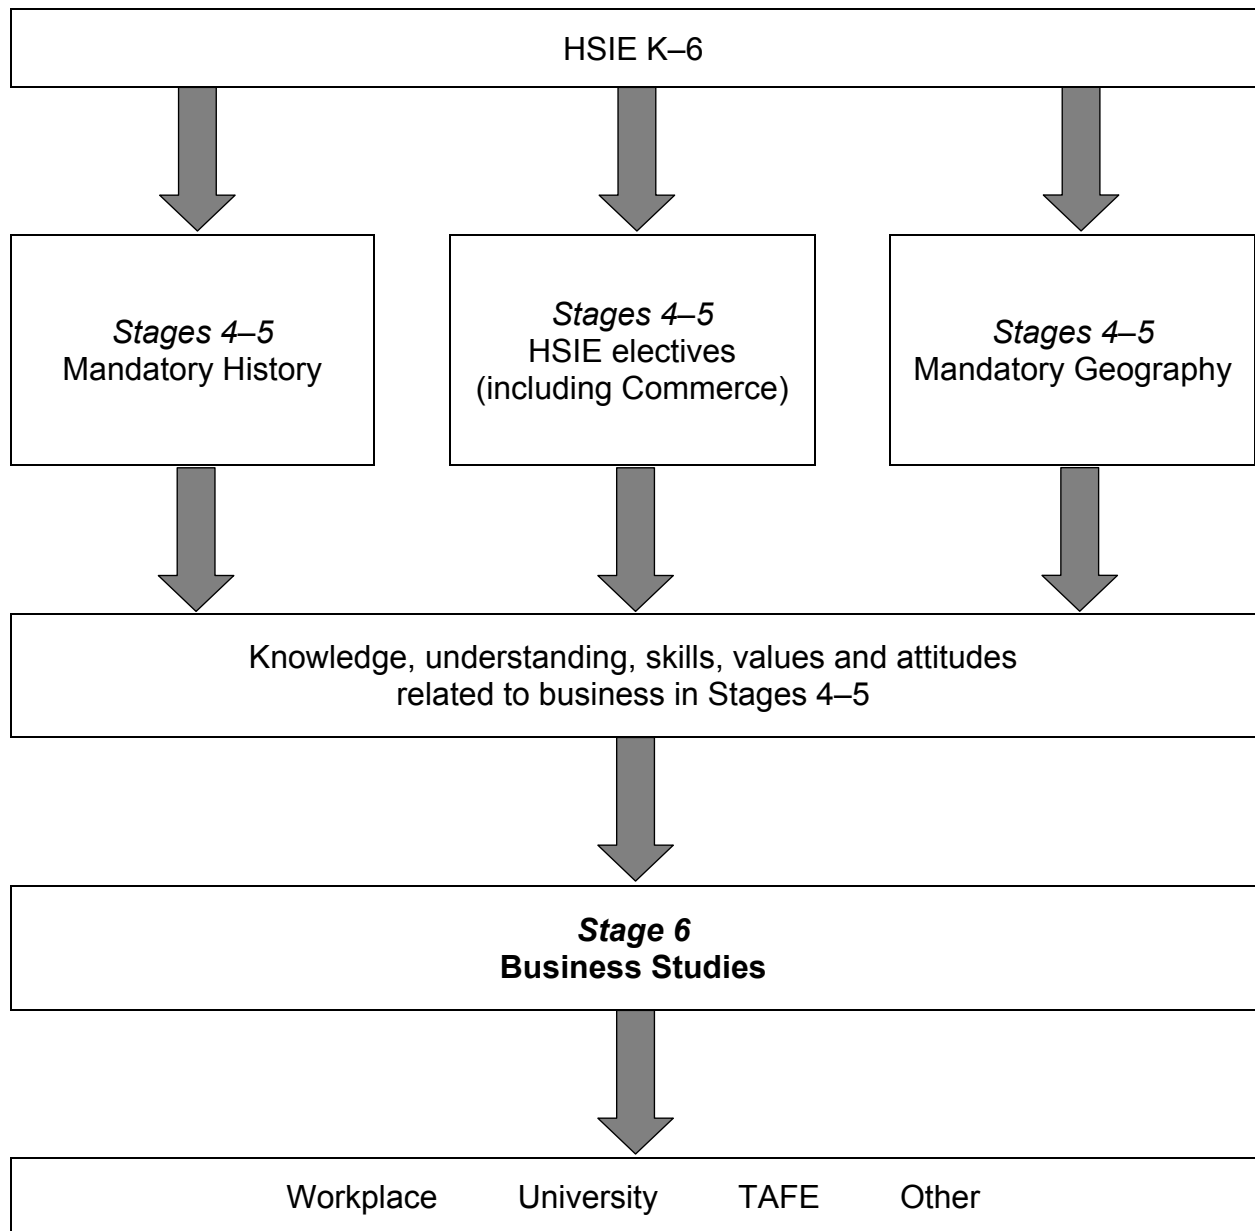 HSIE K–6
Stages 4–5
Mandatory History
Stages 4–5
HSIE electives
(including Commerce)
Stages 4–5
Mandatory Geography
Knowledge, understanding, skills, values and attitudes
related to business in Stages 4–5
Stage 6
Business Studies
Workplace University TAFE Other